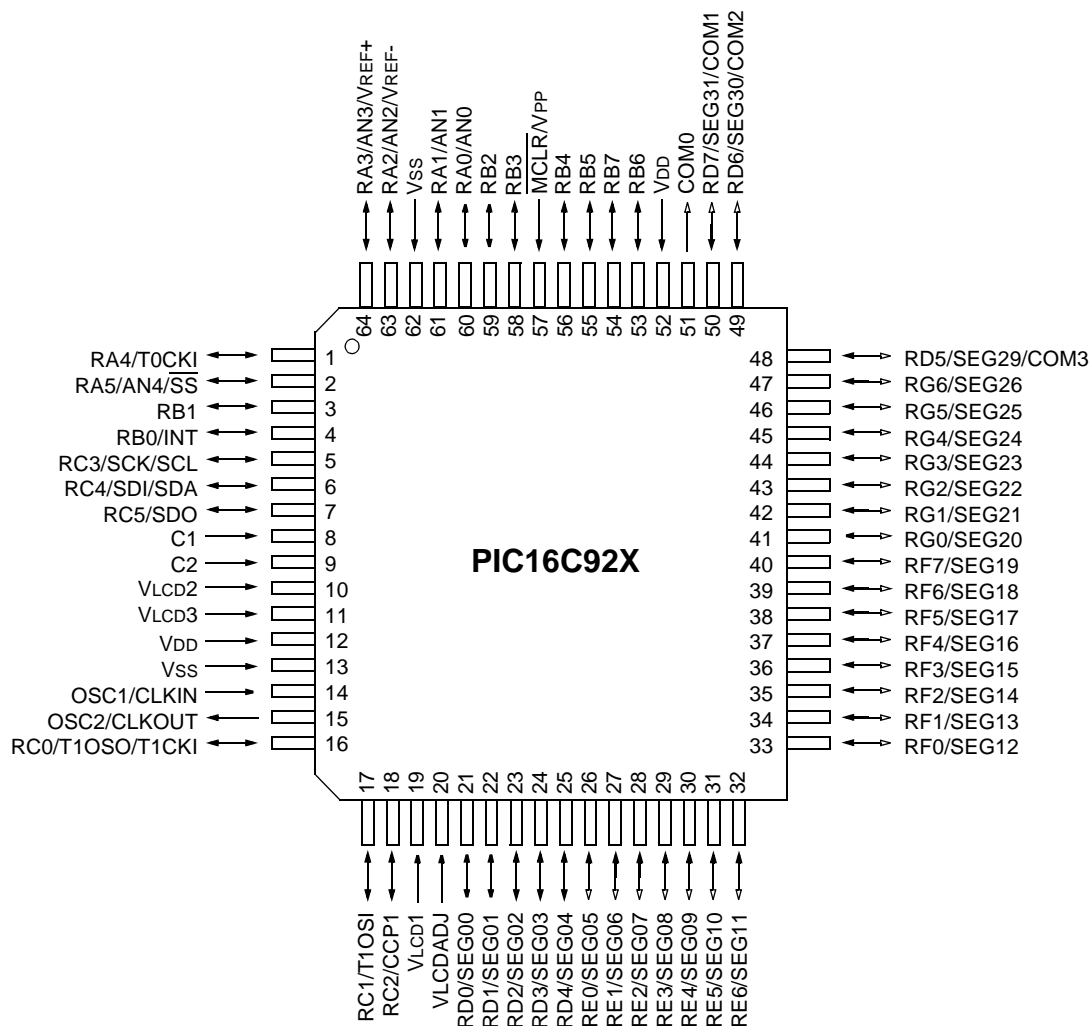 RA3/AN3/VREF+
RA2/AN2/VREF-
VSS
RA1/AN1
RA0/AN0
RB2
RB3
MCLR/VPP
RB4
RB5
RB7
RB6
VDD
COM0
RD7/SEG31/COM1
RD6/SEG30/COM2
64 63 62 61 60 59 58 57 56 55 54 53 52 51 50 49
RA4/T0CKI 1
RA5/AN4/SS 2
RB1 3
RB0/INT 4
RC3/SCK/SCL 5
RC4/SDI/SDA 6
RC5/SDO 7
C1 8
C2 9
VLCD2 10
VLCD3 11
VDD 12
VSS 13
OSC1/CLKIN 14
OSC2/CLKOUT 15
RC0/T1OSO/T1CKI 16
PIC16C92X
48 RD5/SEG29/COM3
47 RG6/SEG26
46 RG5/SEG25
45 RG4/SEG24
44 RG3/SEG23
43 RG2/SEG22
42 RG1/SEG21
41 RG0/SEG20
40 RF7/SEG19
39 RF6/SEG18
38 RF5/SEG17
37 RF4/SEG16
36 RF3/SEG15
35 RF2/SEG14
34 RF1/SEG13
33 RF0/SEG12
17 18 19 20 21 22 23 24 25 26 27 28 29 30 31 32
RC1/T1OSI
RC2/CCP1
VLCD1
VLCDADJ
RD0/SEG00
RD1/SEG01
RD2/SEG02
RD3/SEG03
RD4/SEG04
RE0/SEG05
RE1/SEG06
RE2/SEG07
RE3/SEG08
RE4/SEG09
RE5/SEG10
RE6/SEG11